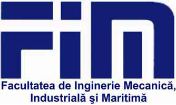 FIM
Facultatea de Inginerie Mecanică,
Industrială şi Maritimă